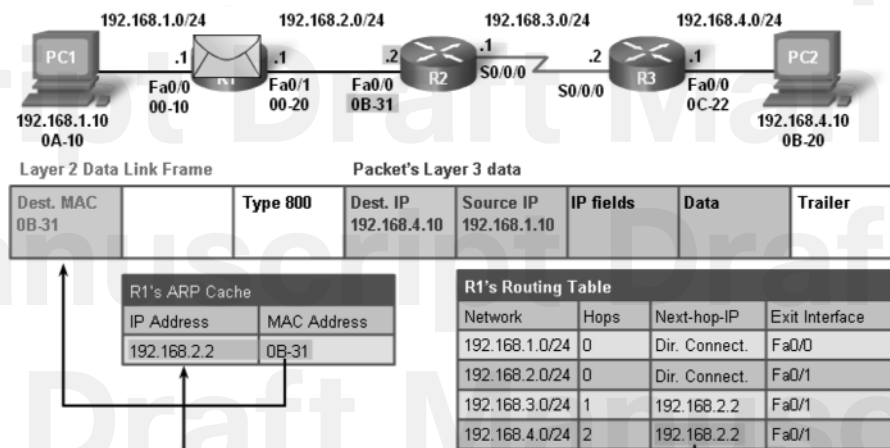 192.168.1.0/24 192.168.2.0/24 192.168.3.0/24 192.168.4.0/24
PC1 .1 R1 .1 .2 R2 .1 .2 R3 .1 PC2
Fa0/0 Fa0/1 Fa0/0 S0/0/0 S0/0/0 Fa0/0
00-10 00-20 0B-31 0C-22
192.168.1.10 192.168.4.10
0A-10 0B-20
Layer 2 Data Link Frame Packet's Layer 3 data
Dest. MAC Type 800 Dest. IP Source IP IP fields Data Trailer
0B-31 192.168.4.10 192.168.1.10
R1's ARP Cache
IP Address MAC Address
192.168.2.2 0B-31
R1's Routing Table
Network Hops Next-hop-IP Exit Interface
192.168.1.0/24 0 Dir. Connect. Fa0/0
192.168.2.0/24 0 Dir. Connect. Fa0/1
192.168.3.0/24 1 192.168.2.2 Fa0/1
192.168.4.0/24 2 192.168.2.2 Fa0/1